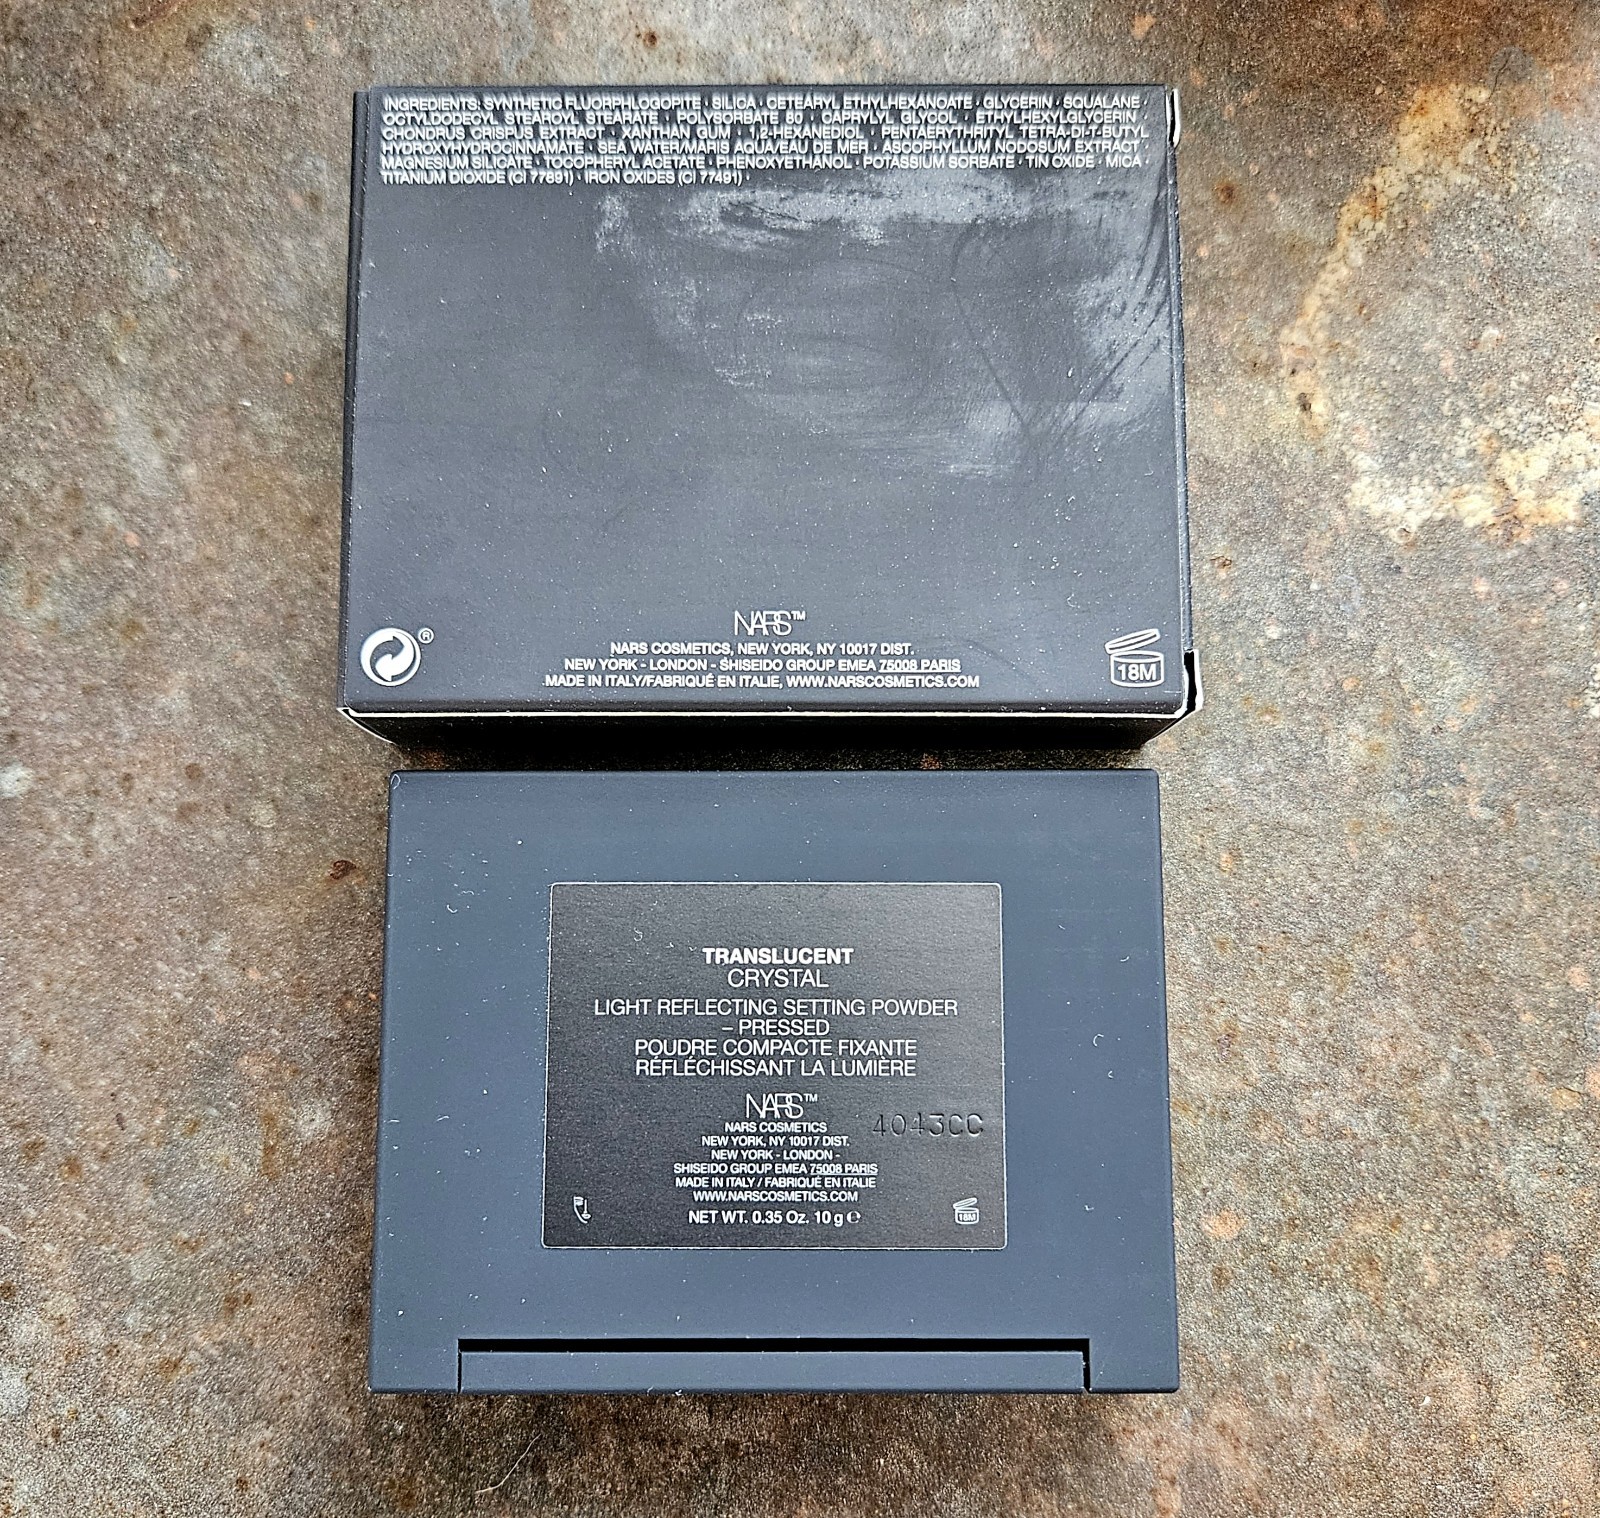 INGREDIENTS: SYNTHETIC FLUORPHLOGOPITE · SILICA · CETEARYL ETHYLHEXANOATE · GLYCERIN · SQUALANE ·
OCTYLDODECYL STEAROYL STEARATE · POLYSORBATE 80 · CAPRYLYL GLYCOL · ETHYLHEXYLGLYCERIN ·
CHONDRUS CRISPUS EXTRACT · XANTHAN GUM · 1,2-HEXANEDIOL · PENTAERYTHRITYL TETRA-DI-T-BUTYL
HYDROXYHYDROCINNAMATE · SEA WATER/MARIS AQUA/EAU DE MER · ASCOPHYLLUM NODOSUM EXTRACT ·
MAGNESIUM SILICATE · TOCOPHERYL ACETATE · PHENOXYETHANOL · POTASSIUM SORBATE · TIN OXIDE · MICA ·
TITANIUM DIOXIDE (CI 77891) · IRON OXIDES (CI 77491) ·
®
NARS™
NARS COSMETICS, NEW YORK, NY 10017 DIST.
NEW YORK - LONDON - SHISEIDO GROUP EMEA 75008 PARIS
MADE IN ITALY/FABRIQUÉ EN ITALIE, WWW.NARSCOSMETICS.COM
18M
TRANSLUCENT
CRYSTAL
LIGHT REFLECTING SETTING POWDER
– PRESSED
POUDRE COMPACTE FIXANTE
RÉFLÉCHISSANT LA LUMIÈRE
NARS™
NARS COSMETICS
4043CC
NEW YORK, NY 10017 DIST.
NEW YORK - LONDON -
SHISEIDO GROUP EMEA 75008 PARIS
MADE IN ITALY / FABRIQUÉ EN ITALIE
WWW.NARSCOSMETICS.COM
NET WT. 0.35 Oz. 10 g ℮
18M